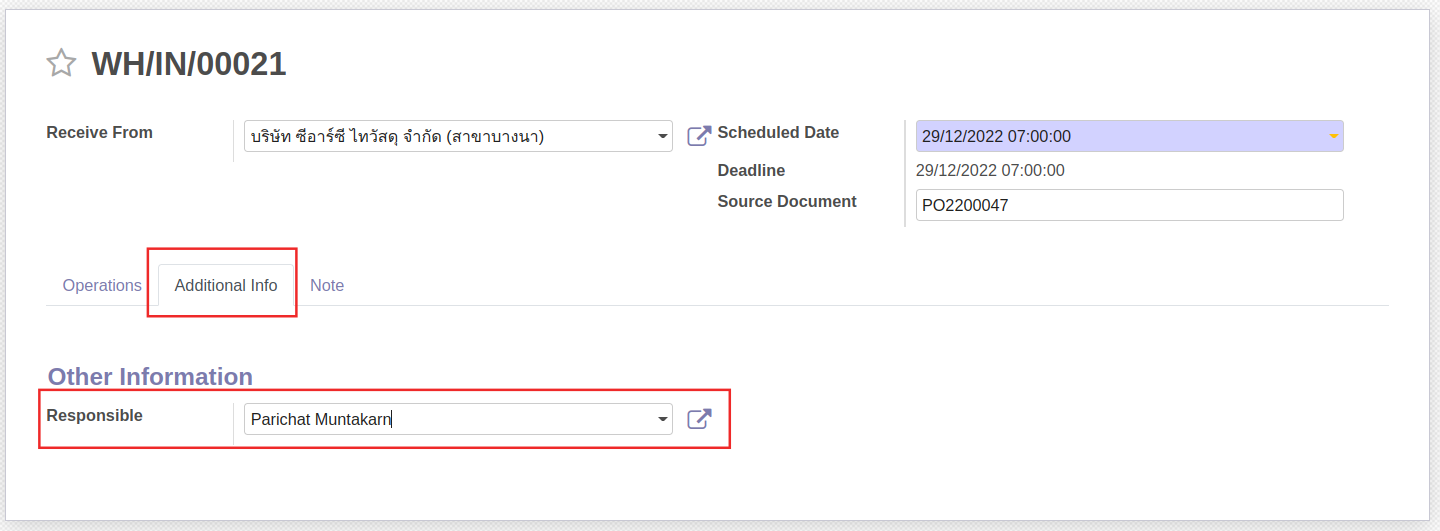 WH/IN/00021
Receive From
บริษัท ซีอาร์ซี ไทวัสดุ จำกัด (สาขาบางนา)
Scheduled Date
29/12/2022 07:00:00
Deadline
29/12/2022 07:00:00
Source Document
PO2200047
Operations
Additional Info
Note
Other Information
Responsible
Parichat Muntakarn